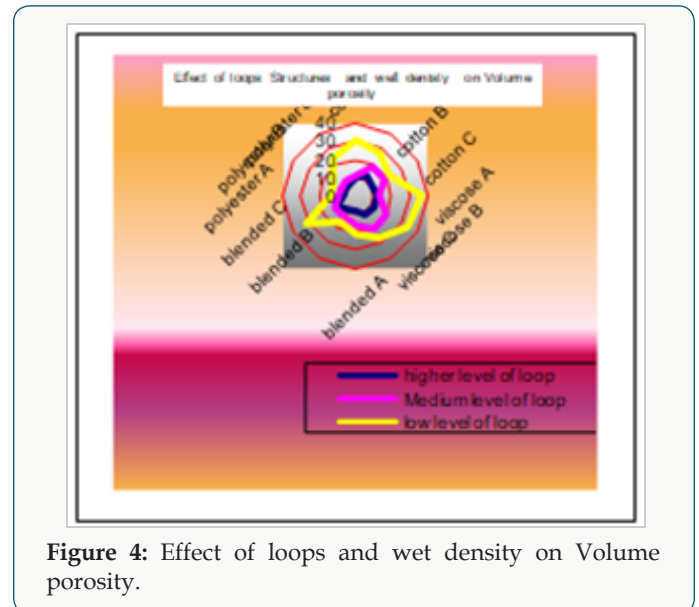 Effect of loops Structures and wet density on Volume
porosity
40
30
20
10
0
cotton B
cotton C
viscose A
viscose B
viscose C
blended A
blended B
blended C
polyester A
higher level of loop
Medium level of loop
low level of loop
Figure 4: Effect of loops and wet density on Volume
porosity.